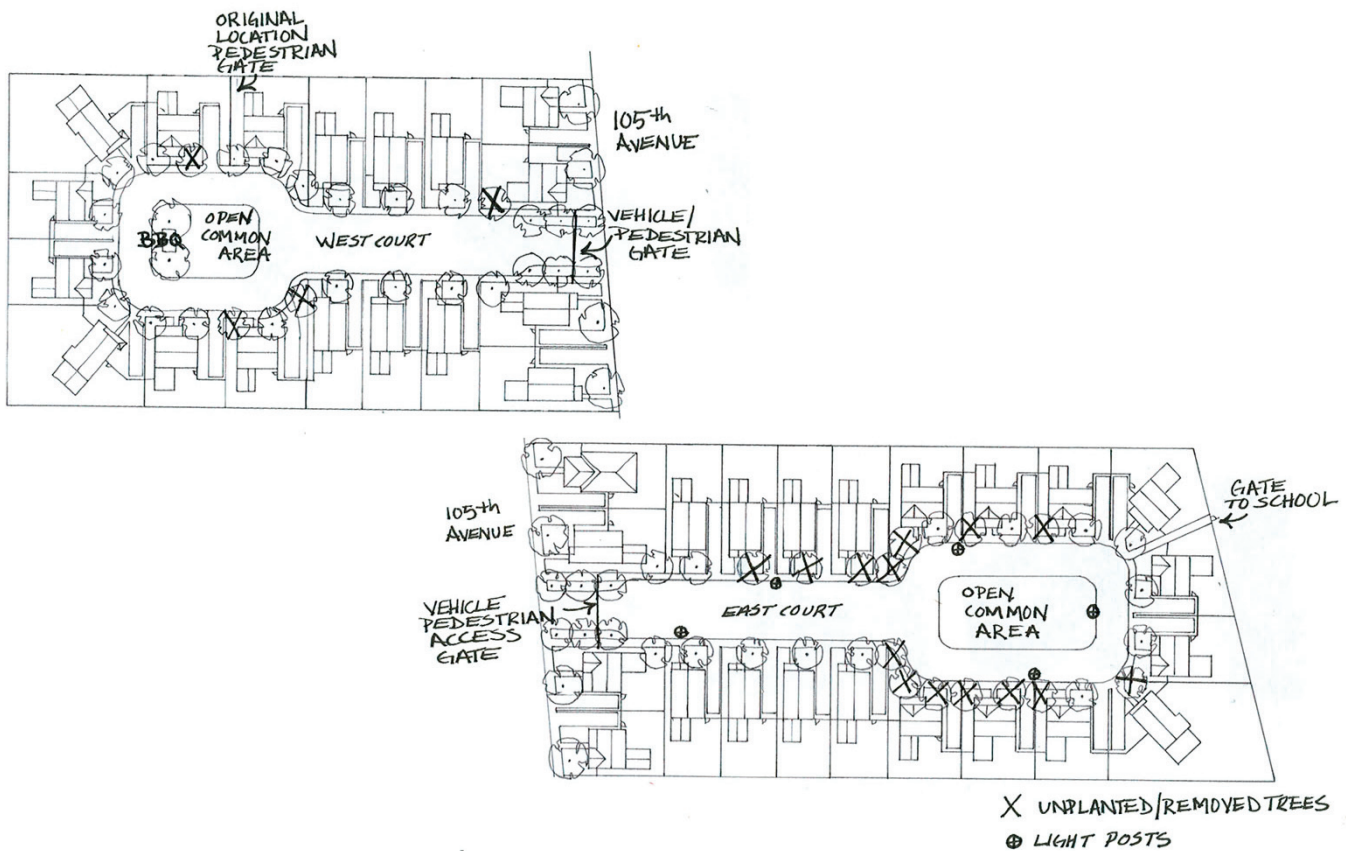 ORIGINAL
LOCATION
PEDESTRIAN
GATE
105th
AVENUE
VEHICLE/
PEDESTRIAN
GATE
OPEN
COMMON
AREA
BBQ
WEST COURT
105th
AVENUE
GATE
TO SCHOOL
VEHICLE
PEDESTRIAN
ACCESS
GATE
EAST COURT
OPEN
COMMON
AREA
X UNPLANTED/REMOVED TREES
⊕ LIGHT POSTS